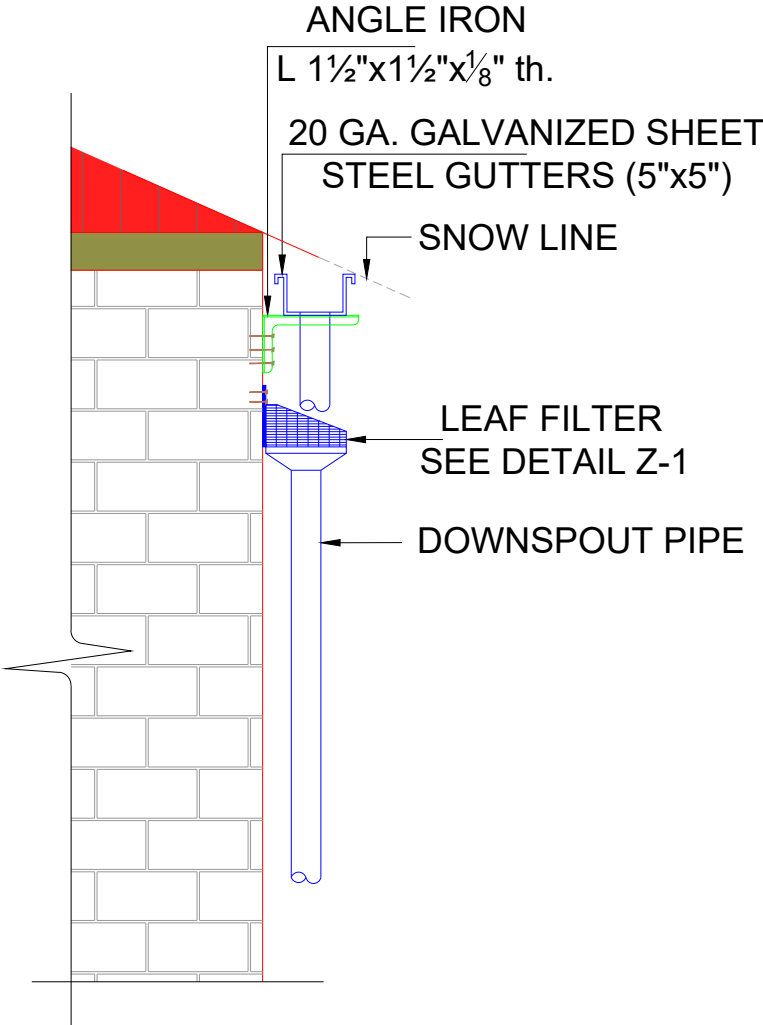 ANGLE IRON
L 1½"x1½"x⅛" th.
20 GA. GALVANIZED SHEET
STEEL GUTTERS (5"x5")
SNOW LINE
LEAF FILTER
SEE DETAIL Z-1
DOWNSPOUT PIPE